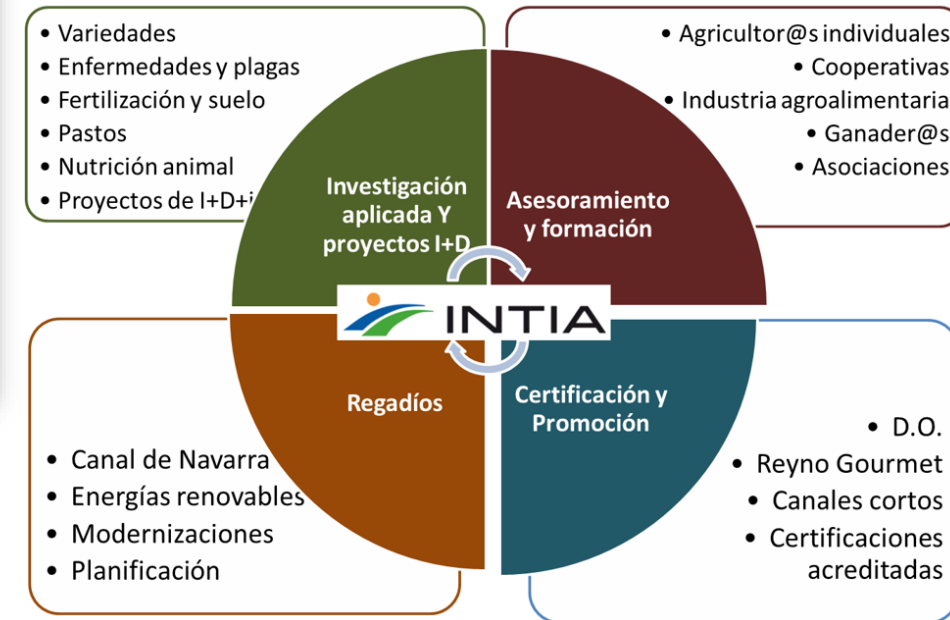 • Variedades
• Enfermedades y plagas
• Fertilización y suelo
• Pastos
• Nutrición animal
• Proyectos de I+D+i
• Agricultor@s individuales
• Cooperativas
• Industria agroalimentaria
• Ganader@s
• Asociaciones
Investigación
aplicada Y
proyectos I+D
Asesoramiento
y formación
INTIA
Regadíos
Certificación y
Promoción
• Canal de Navarra
• Energías renovables
• Modernizaciones
• Planificación
• D.O.
• Reyno Gourmet
• Canales cortos
• Certificaciones
acreditadas